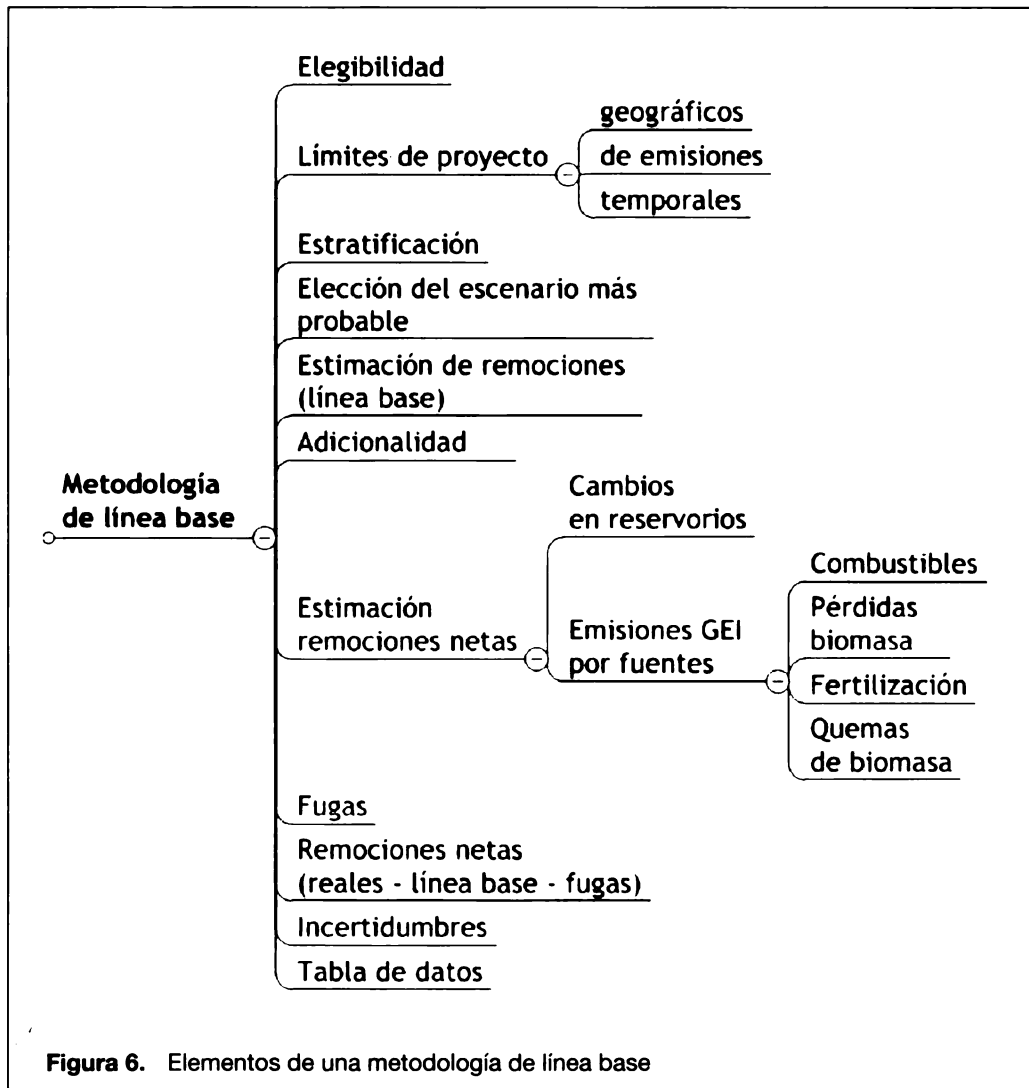 Elegibilidad
Límites de proyecto
geográficos
de emisiones
temporales
Estratificación
Elección del escenario más
probable
Estimación de remociones
(línea base)
Adicionalidad
Metodología
de línea base
Estimación
remociones netas
Cambios
en reservorios
Emisiones GEI
por fuentes
Combustibles
Pérdidas
biomasa
Fertilización
Quemas
de biomasa
Fugas
Remociones netas
(reales - línea base - fugas)
Incertidumbres
Tabla de datos
Figura 6. Elementos de una metodología de línea base